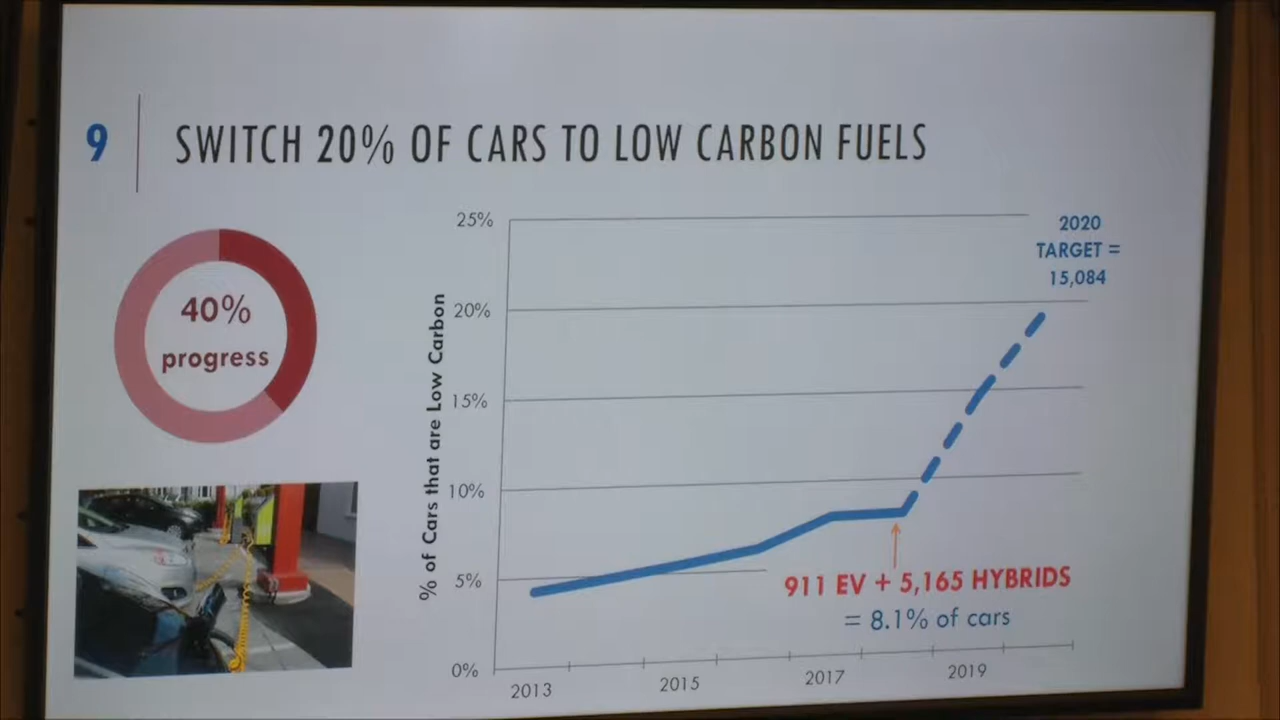 9
SWITCH 20% OF CARS TO LOW CARBON FUELS
40%
progress
% of Cars that are Low Carbon
25%
20%
15%
10%
5%
0%
2013
2015
2017
2019
2020
TARGET =
15,084
911 EV + 5,165 HYBRIDS
= 8.1% of cars